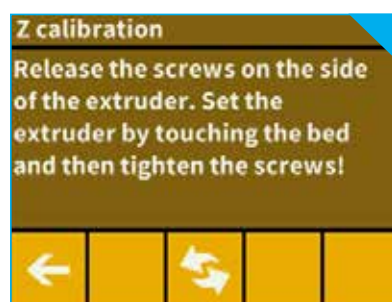 Z calibration
Release the screws on the side
of the extruder. Set the
extruder by touching the bed
and then tighten the screws!